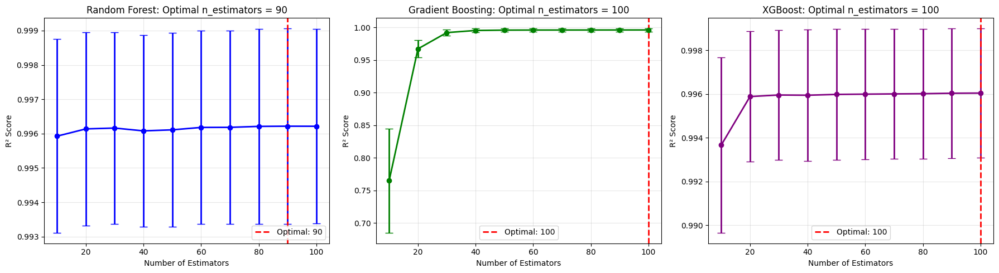 Random Forest: Optimal n_estimators = 90
R² Score
0.999
0.998
0.997
0.996
0.995
0.994
0.993
20
40
60
80
100
Number of Estimators
Optimal: 90
Gradient Boosting: Optimal n_estimators = 100
R² Score
1.00
0.95
0.90
0.85
0.80
0.75
0.70
20
40
60
80
100
Number of Estimators
Optimal: 100
XGBoost: Optimal n_estimators = 100
R² Score
0.998
0.996
0.994
0.992
0.990
20
40
60
80
100
Number of Estimators
Optimal: 100